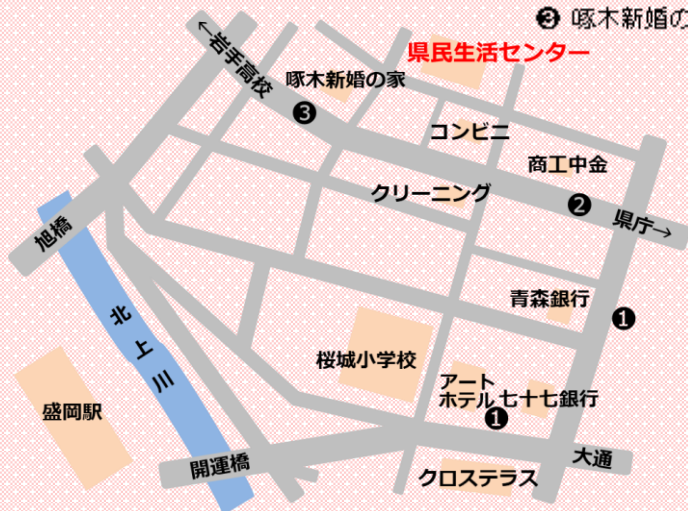 ❸ 啄木新婚の
←岩手高校
県民生活センター
啄木新婚の家
❸
コンビニ
商工中金
クリーニング
❷
県庁→
旭橋
北上川
青森銀行
❶
桜城小学校
アート
ホテル
七十七銀行
❶
盛岡駅
開運橋
大通
クロステラス